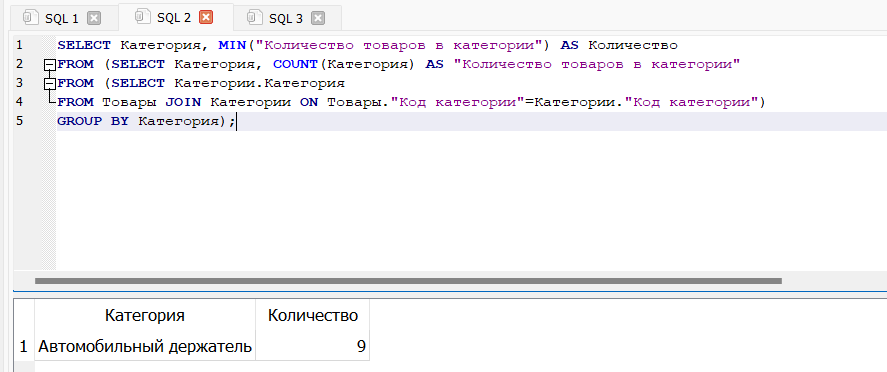 SQL 1 SQL 2 SQL 3
1 SELECT Категория, MIN("Количество товаров в категории") AS Количество
2 FROM (SELECT Категория, COUNT(Категория) AS "Количество товаров в категории"
3 FROM (SELECT Категории.Категория
4 FROM Товары JOIN Категории ON Товары."Код категории"=Категории."Код категории")
5 GROUP BY Категория);
Категория Количество
1 Автомобильный держатель 9